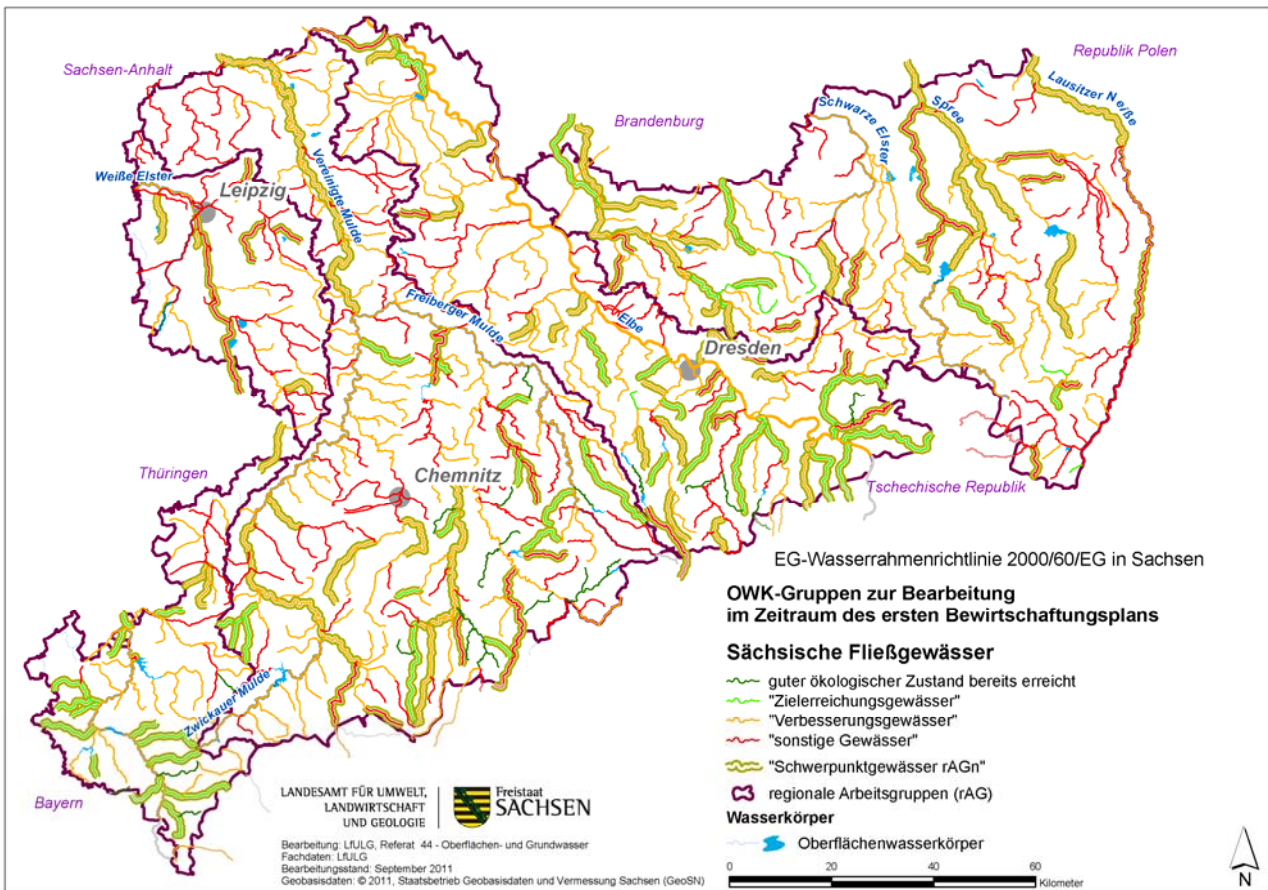 Sachsen-Anhalt
Republik Polen
Lausitzer Neiße
Schwarze Elster
Spree
Brandenburg
Weiße Elster
Leipzig
Vereinigte Mulde
Freiberger Mulde
Elbe
Dresden
Thüringen
Chemnitz
Tschechische Republik
Zwickauer Mulde
Bayern
EG-Wasserrahmenrichtlinie 2000/60/EG in Sachsen
OWK-Gruppen zur Bearbeitung
im Zeitraum des ersten Bewirtschaftungsplans
Sächsische Fließgewässer
guter ökologischer Zustand bereits erreicht
"Zielerreichungsgewässer"
"Verbesserungsgewässer"
"sonstige Gewässer"
"Schwerpunktgewässer rAGn"
regionale Arbeitsgruppen (rAG)
Wasserkörper
Oberflächenwasserkörper
0 20 40 60
Kilometer
N
LANDESAMT FÜR UMWELT,
LANDWIRTSCHAFT
UND GEOLOGIE
Freistaat
SACHSEN
Bearbeitung: LfULG, Referat 44 - Oberflächen- und Grundwasser
Fachdaten: LfULG
Bearbeitungsstand: September 2011
Geobasisdaten: © 2011, Staatsbetrieb Geobasisdaten und Vermessung Sachsen (GeoSN)